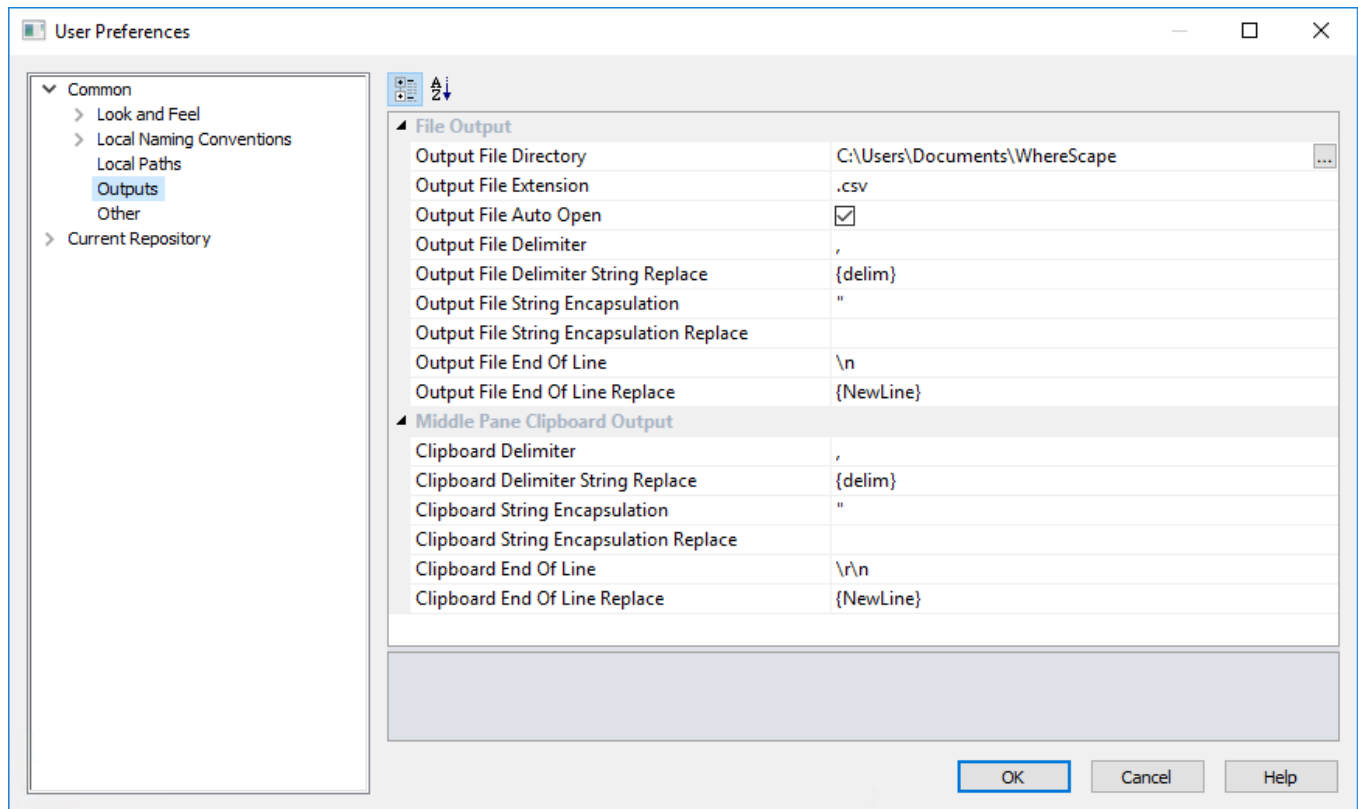 User Preferences
Common
Look and Feel
Local Naming Conventions
Local Paths
Outputs
Other
Current Repository
File Output
Output File Directory C:\Users\Documents\WhereScape ...
Output File Extension .csv
Output File Auto Open
Output File Delimiter ,
Output File Delimiter String Replace {delim}
Output File String Encapsulation "
Output File String Encapsulation Replace
Output File End Of Line \n
Output File End Of Line Replace {NewLine}
Middle Pane Clipboard Output
Clipboard Delimiter ,
Clipboard Delimiter String Replace {delim}
Clipboard String Encapsulation "
Clipboard String Encapsulation Replace
Clipboard End Of Line \r\n
Clipboard End Of Line Replace {NewLine}
OK Cancel Help